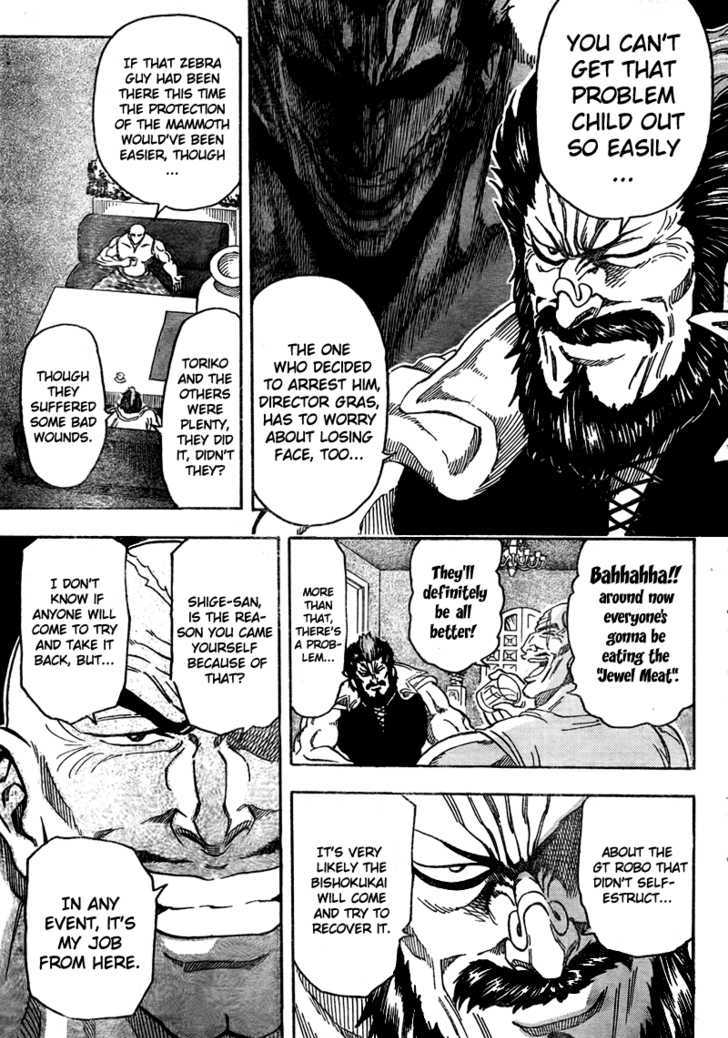 YOU CAN'T
GET THAT
PROBLEM
CHILD OUT
SO EASILY
...
THE ONE
WHO DECIDED
TO ARREST HIM,
DIRECTOR GRAS,
HAS TO WORRY
ABOUT LOSING
FACE, TOO...
IF THAT ZEBRA
GUY HAD BEEN
THERE THIS TIME
THE PROTECTION
OF THE MAMMOTH
WOULD'VE BEEN
EASIER, THOUGH
...
TORIKO
AND THE
OTHERS
WERE
PLENTY,
THEY DID
IT, DIDN'T
THEY?
THOUGH
THEY
SUFFERED
SOME BAD
WOUNDS.
Bahhahha!!
around now
everyone's
gonna be
eating the
"Jewel Meat".
They'll
definitely
be all
better!
MORE
THAN
THAT,
THERE'S
A PROB-
LEM...
SHIGE-SAN,
IS THE REA-
SON YOU CAME
YOURSELF
BECAUSE OF
THAT?
I DON'T
KNOW IF
ANYONE WILL
COME TO TRY
AND TAKE IT
BACK, BUT...
IN ANY
EVENT, IT'S
MY JOB
FROM HERE.
ABOUT THE
GT ROBO THAT
DIDN'T SELF-
ESTRUCT...
IT'S VERY
LIKELY THE
BISHOKUKAI
WILL COME
AND TRY TO
RECOVER IT.